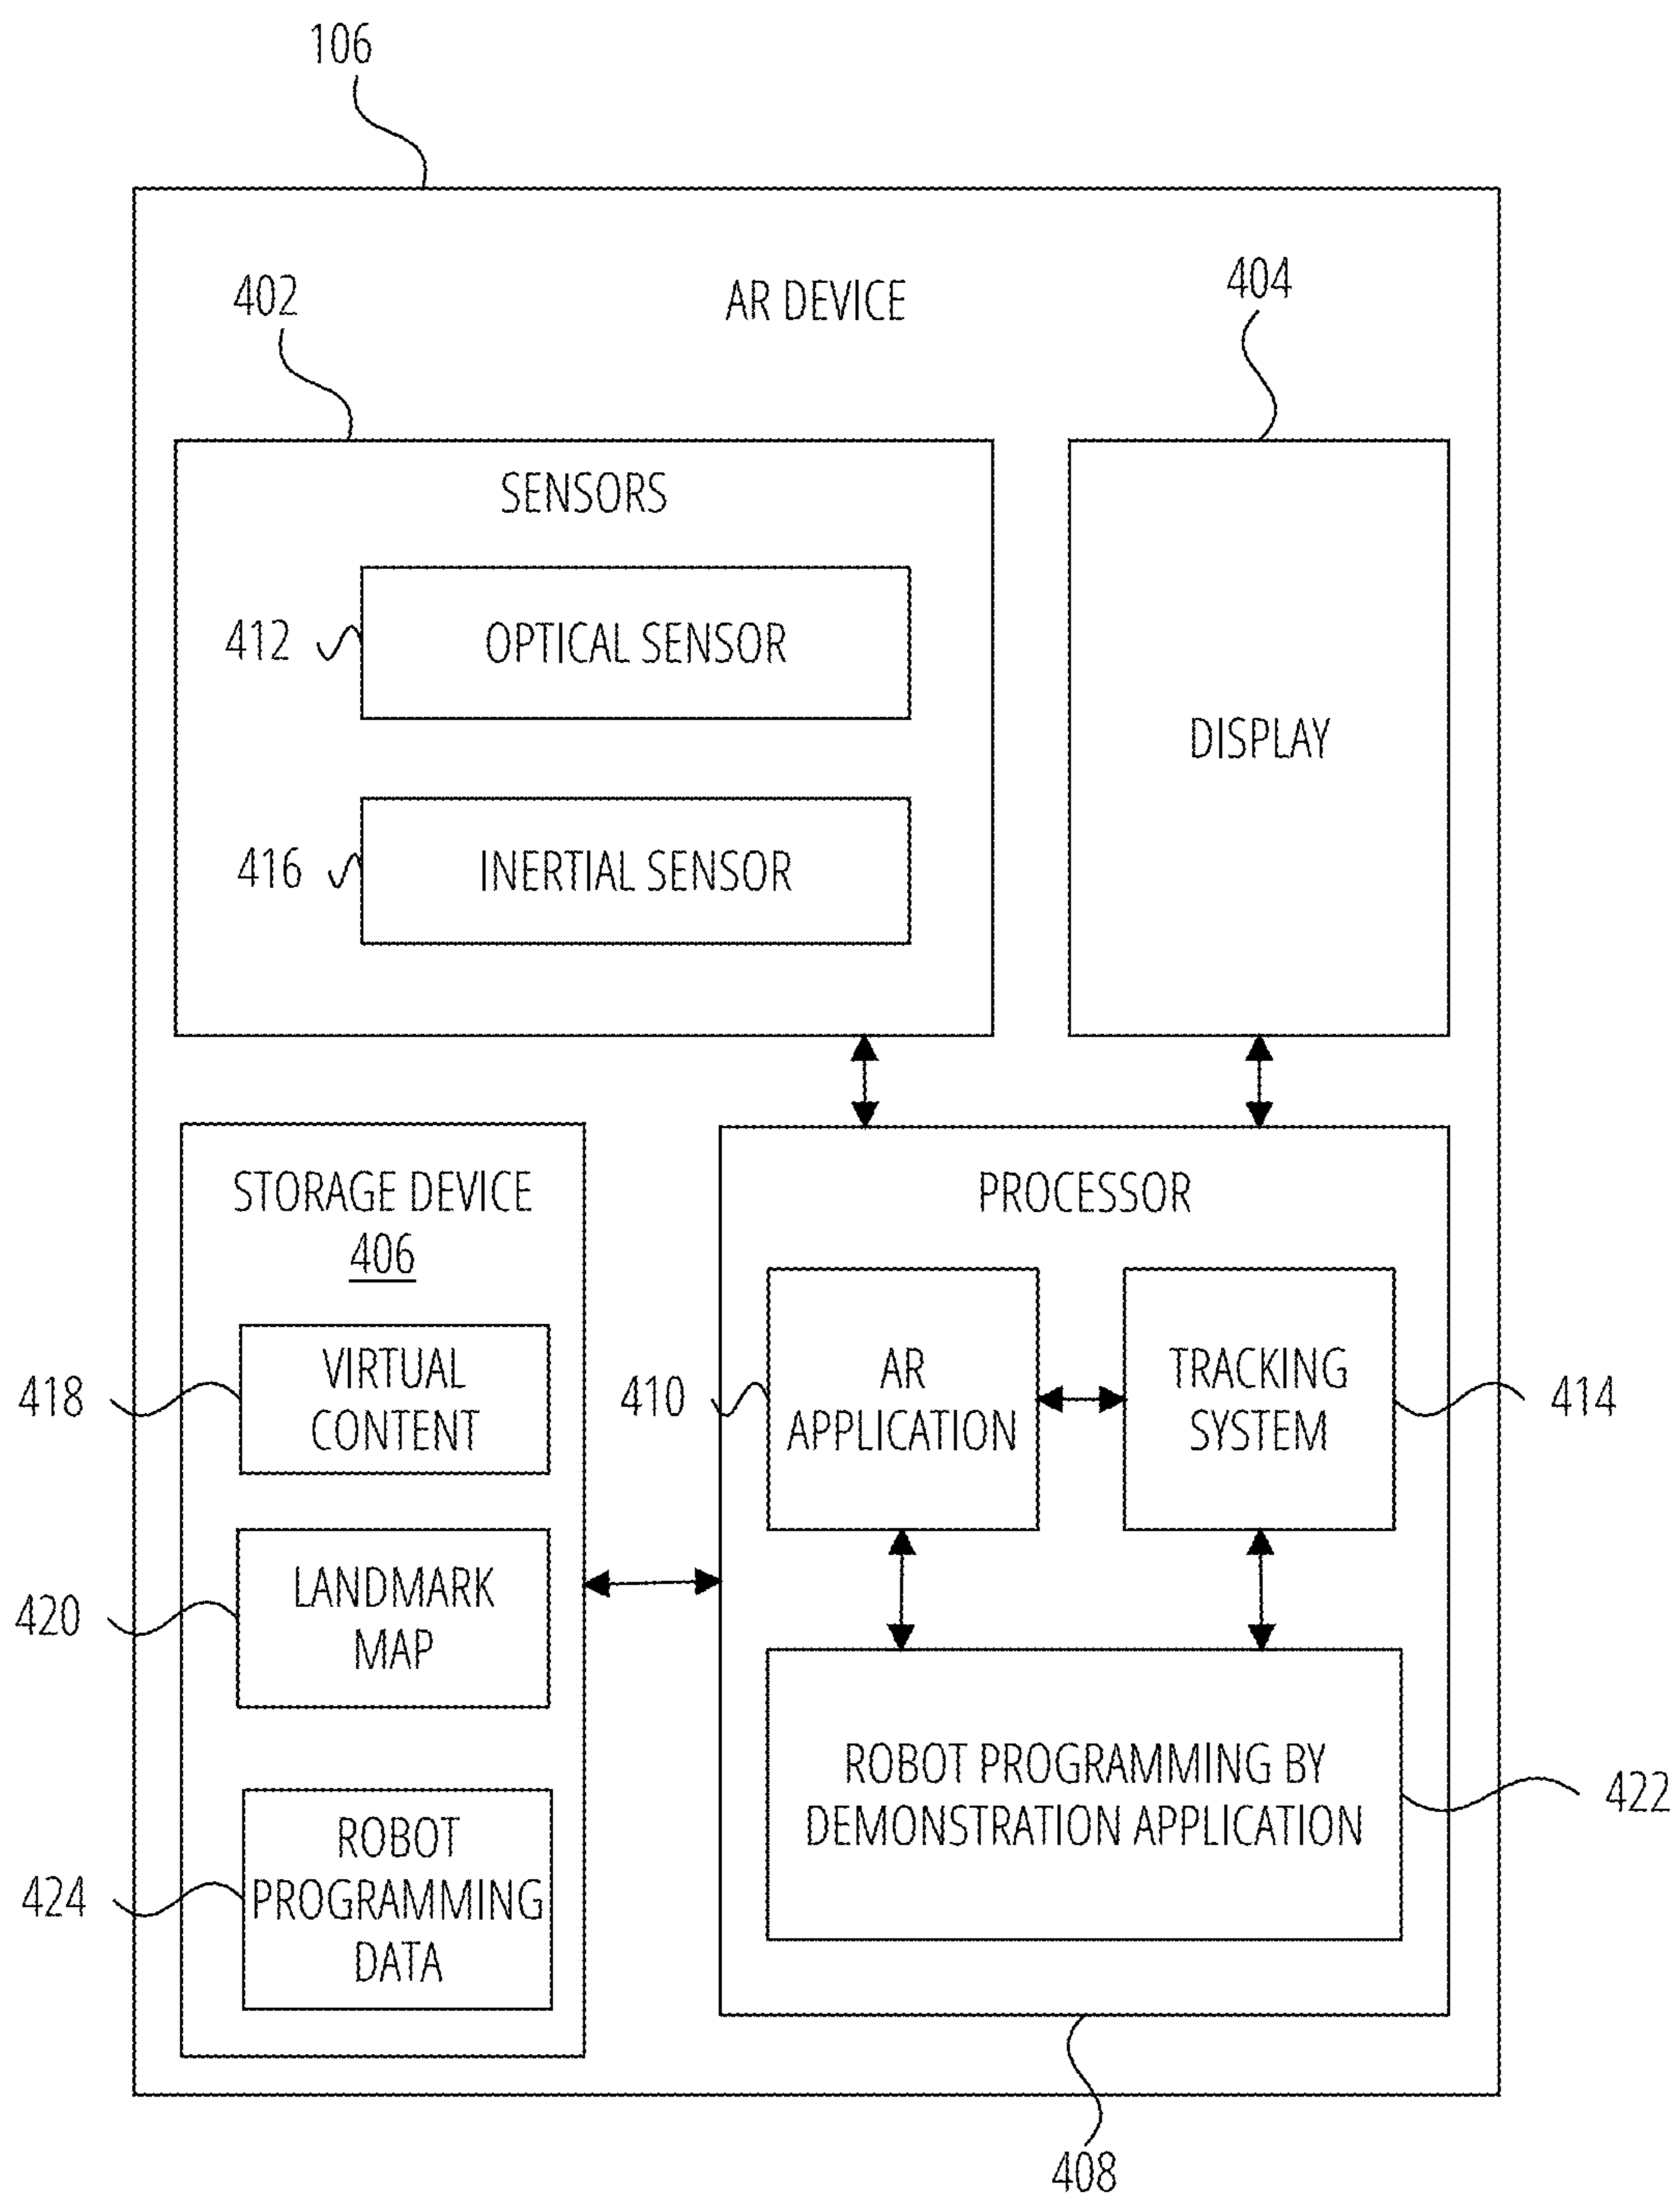 106
AR DEVICE
402
404
SENSORS
412
OPTICAL SENSOR
DISPLAY
416
INERTIAL SENSOR
STORAGE DEVICE
406
PROCESSOR
418
VIRTUAL
CONTENT
410
AR
APPLICATION
TRACKING
SYSTEM
414
420
LANDMARK
MAP
ROBOT PROGRAMMING BY
DEMONSTRATION APPLICATION
422
424
ROBOT
PROGRAMMING
DATA
408